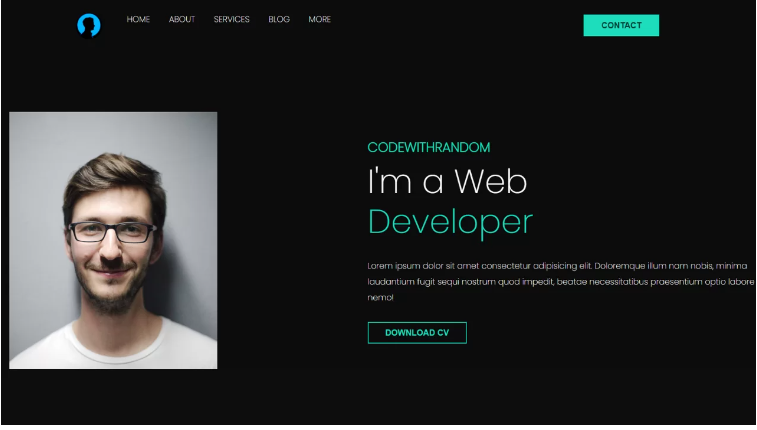 HOME ABOUT SERVICES BLOG MORE CONTACT
CODEWITHRANDOM
I'm a Web
Developer
Lorem ipsum dolor sit amet consectetur adipisicing elit. Doloremque illum nam nobis, minima
laudantium fugit sequi nostrum quod impedit, beatae necessitatibus praesentium optio labore
nemo!
DOWNLOAD CV